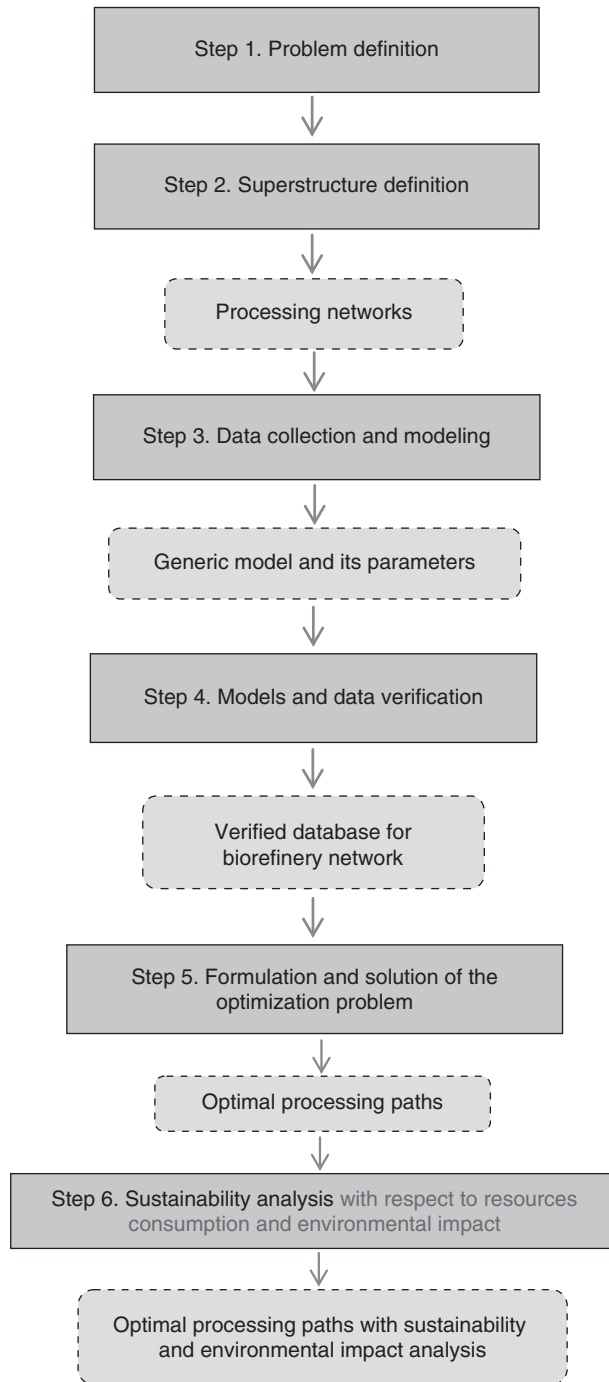 Step 1. Problem definition
Step 2. Superstructure definition
Processing networks
Step 3. Data collection and modeling
Generic model and its parameters
Step 4. Models and data verification
Verified database for
biorefinery network
Step 5. Formulation and solution of the
optimization problem
Optimal processing paths
Step 6. Sustainability analysis with respect to resources
consumption and environmental impact
Optimal processing paths with sustainability
and environmental impact analysis